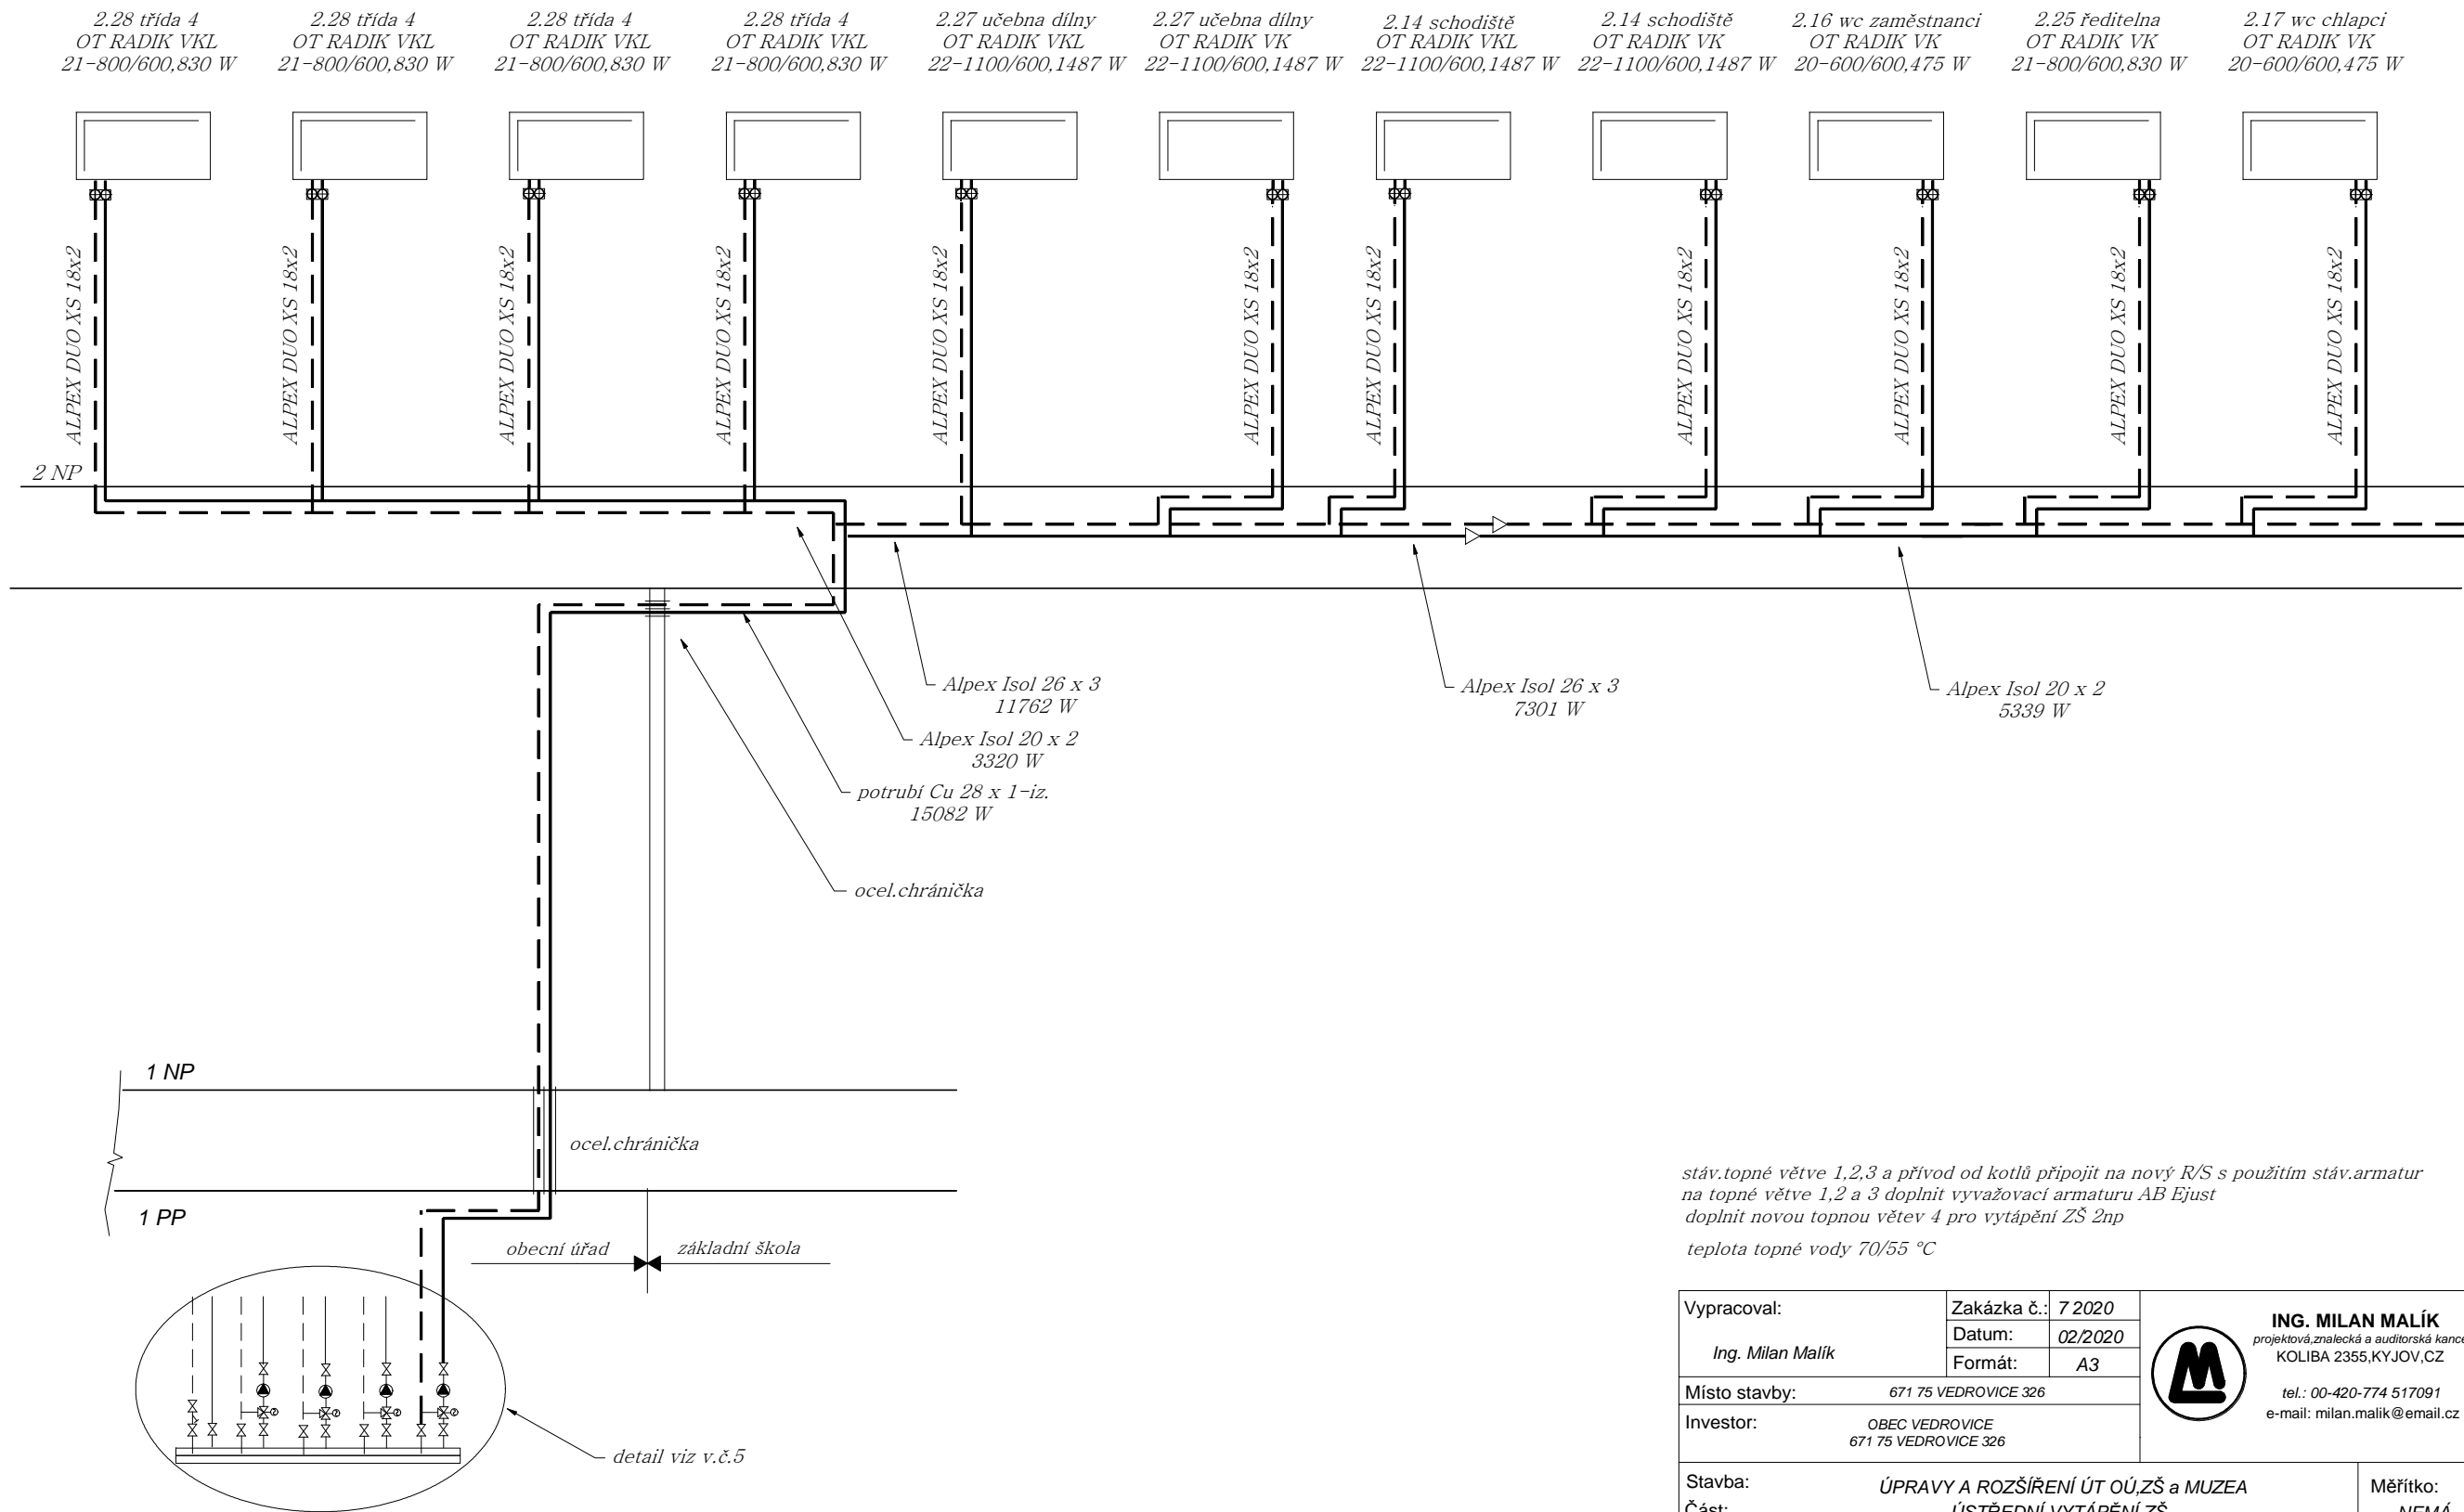 2.28 třída 4
OT RADIK VKL
21-800/600,830 W
2.28 třída 4
OT RADIK VKL
21-800/600,830 W
2.28 třída 4
OT RADIK VKL
21-800/600,830 W
2.28 třída 4
OT RADIK VKL
21-800/600,830 W
2.27 učebna dílny
OT RADIK VKL
22-1100/600,1487 W
2.27 učebna dílny
OT RADIK VK
22-1100/600,1487 W
2.14 schodiště
OT RADIK VKL
22-1100/600,1487 W
2.14 schodiště
OT RADIK VK
22-1100/600,1487 W
2.16 wc zaměstnanci
OT RADIK VK
20-600/600,475 W
2.25 ředitelna
OT RADIK VK
21-800/600,830 W
2.17 wc chlapci
OT RADIK VK
20-600/600,475 W
ALPEX DUO XS 18x2
ALPEX DUO XS 18x2
ALPEX DUO XS 18x2
ALPEX DUO XS 18x2
ALPEX DUO XS 18x2
ALPEX DUO XS 18x2
ALPEX DUO XS 18x2
ALPEX DUO XS 18x2
ALPEX DUO XS 18x2
ALPEX DUO XS 18x2
ALPEX DUO XS 18x2
2 NP
Alpex Isol 26 x 3
11762 W
Alpex Isol 20 x 2
3320 W
potrubí Cu 28 x 1-iz.
15082 W
ocel.chránička
Alpex Isol 26 x 3
7301 W
Alpex Isol 20 x 2
5339 W
1 NP
ocel.chránička
1 PP
obecní úřad
základní škola
detail viz v.č.5
stáv.topné větve 1,2,3 a přívod od kotlů připojit na nový R/S s použitím stáv.armatur
na topné větve 1,2 a 3 doplnit vyvažovací armaturu AB Ejust
doplnit novou topnou větev 4 pro vytápění ZŠ 2np
teplota topné vody 70/55 °C
Vypracoval:
Ing. Milan Malík
Zakázka č.: 7 2020
Datum: 02/2020
Formát: A3
Místo stavby: 671 75 VEDROVICE 326
Investor: OBEC VEDROVICE
671 75 VEDROVICE 326
ING. MILAN MALÍK
projektová,znalecká a auditorská kance
KOLIBA 2355,KYJOV,CZ
tel.: 00-420-774 517091
e-mail: milan.malik@email.cz
Stavba: ÚPRAVY A ROZŠÍŘENÍ ÚT OÚ,ZŠ a MUZEA
Část: ÚSTŘEDNÍ VYTÁPĚNÍ ZŠ
Měřítko:
NEMÁ